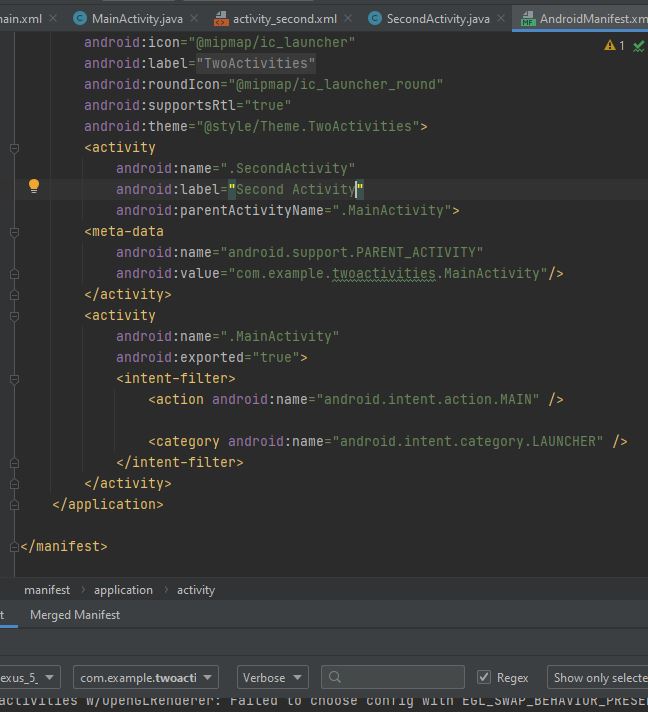 nain.xml × MainActivity.java × activity_second.xml × SecondActivity.java × AndroidManifest.xm
android:icon="@mipmap/ic_launcher"
1
android:label="TwoActivities"
android:roundIcon="@mipmap/ic_launcher_round"
android:supportsRtl="true"
android:theme="@style/Theme.TwoActivities">
<activity
android:name=".SecondActivity"
android:label="Second Activity"
android:parentActivityName=".MainActivity">
<meta-data
android:name="android.support.PARENT_ACTIVITY"
android:value="com.example.twoactivities.MainActivity"/>
</activity>
<activity
android:name=".MainActivity"
android:exported="true">
<intent-filter>
<action android:name="android.intent.action.MAIN" />
<category android:name="android.intent.category.LAUNCHER" />
</intent-filter>
</activity>
</application>
</manifest>
manifest > application > activity
t Merged Manifest
exus_5_ com.example.twoacti Verbose Regex Show only selecte
activities W/OpenGLRenderer: Failed to choose config with EGL_SWAP_BEHAVIOR_PRESER